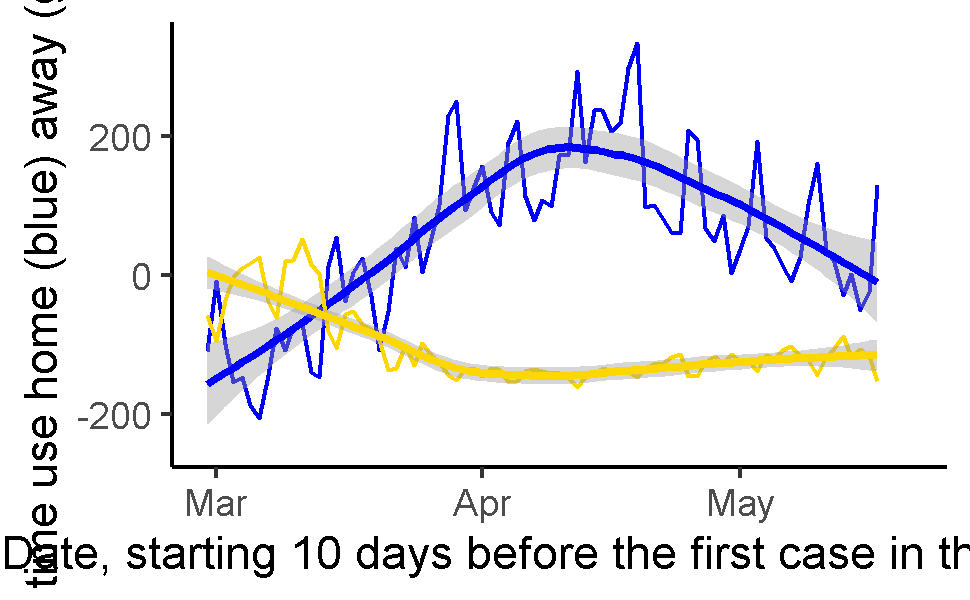 time use home (blue) away (
200
0
-200
Mar Apr May
Date, starting 10 days before the first case in th